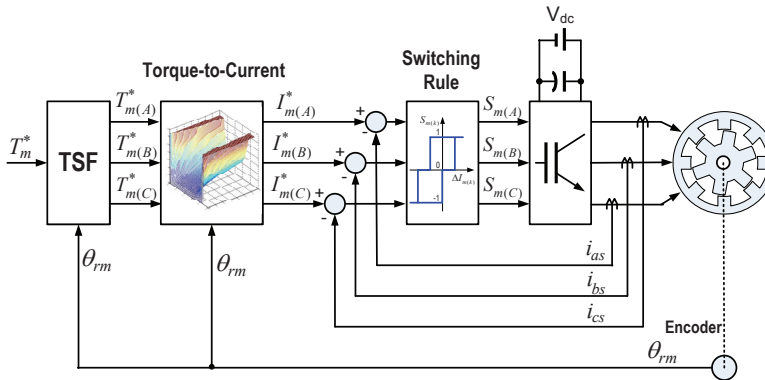 V_dc
Torque-to-Current
Switching
Rule
T*_m
TSF
T*_m(A)
T*_m(B)
T*_m(C)
I*_m(A)
I*_m(B)
I*_m(C)
+
-
+
-
+
-
S_m(k)
1
0
ΔI_m(k)
-1
S_m(A)
S_m(B)
S_m(C)
θ_rm
θ_rm
i_as
i_bs
i_cs
Encoder
θ_rm